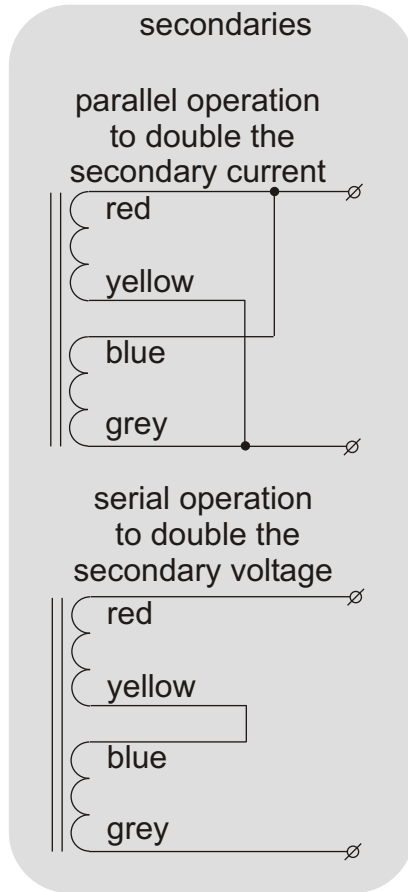 secondaries
parallel operation
to double the
secondary current
red
yellow
blue
grey
serial operation
to double the
secondary voltage
red
yellow
blue
grey